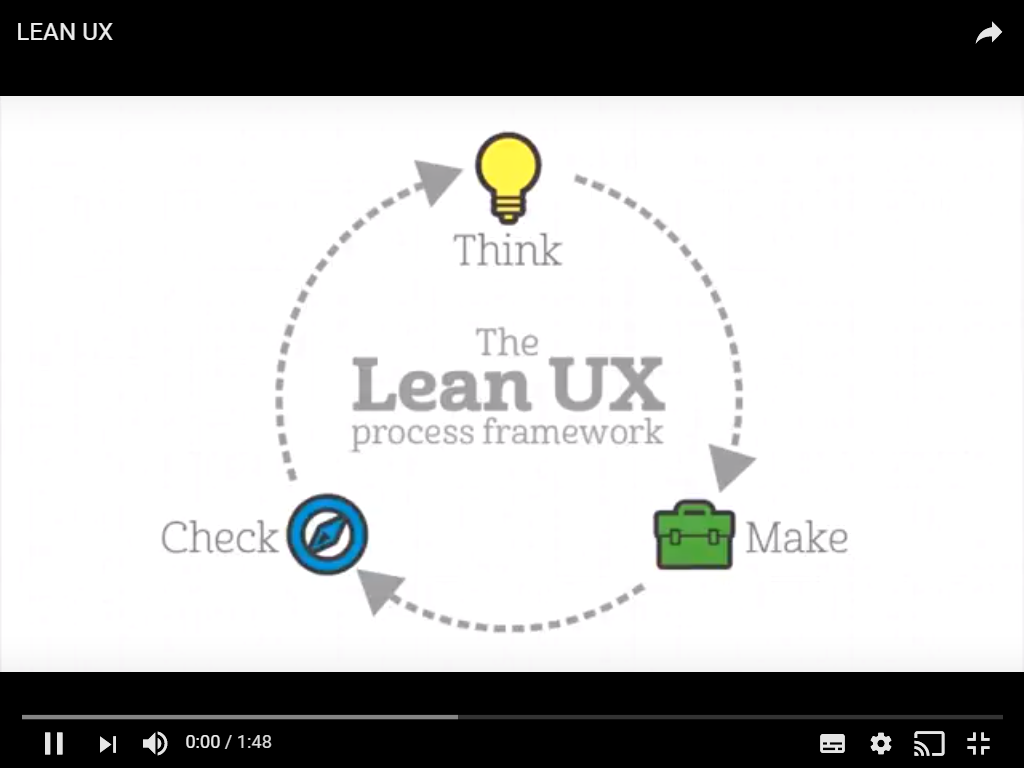 LEAN UX
Think
The
Lean UX
process framework
Check
Make
0:00 / 1:48